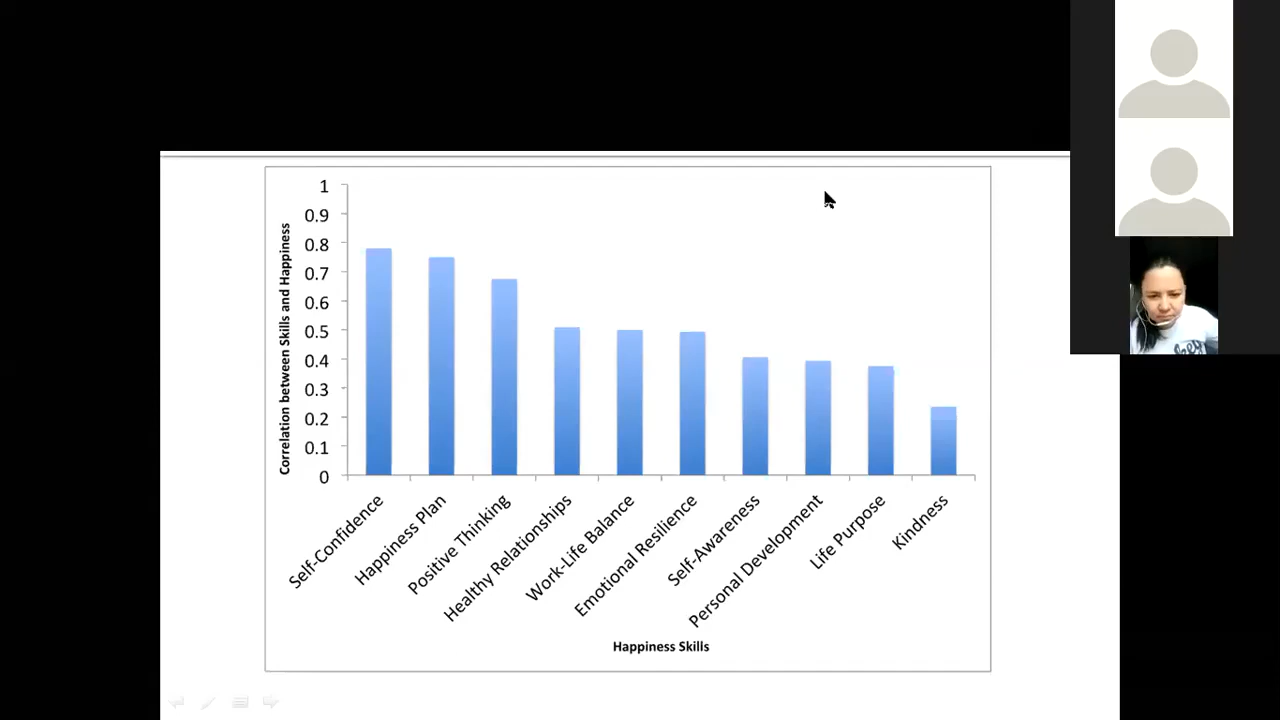 Correlation between Skills and Happiness
1
0.9
0.8
0.7
0.6
0.5
0.4
0.3
0.2
0.1
0
Self-Confidence
Happiness Plan
Positive Thinking
Healthy Relationships
Work-Life Balance
Emotional Resilience
Self-Awareness
Personal Development
Life Purpose
Kindness
Happiness Skills